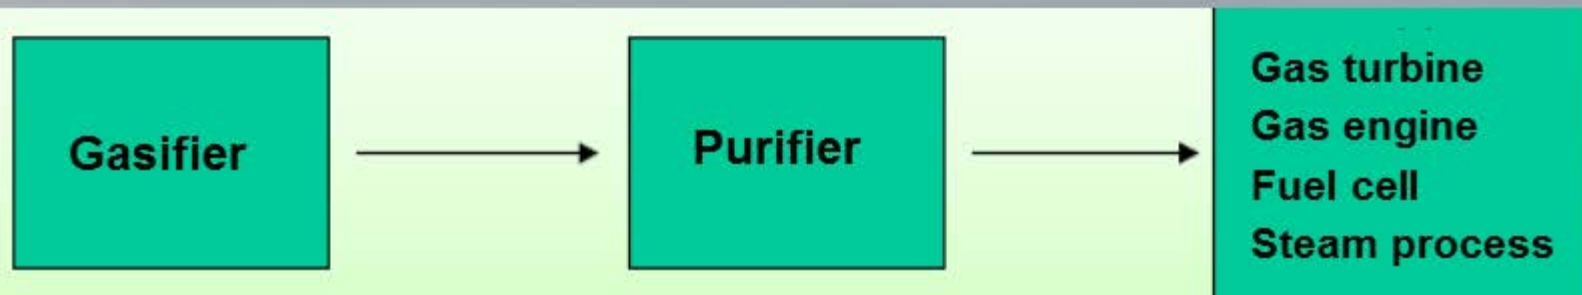 Gasifier
Purifier
Gas turbine
Gas engine
Fuel cell
Steam process